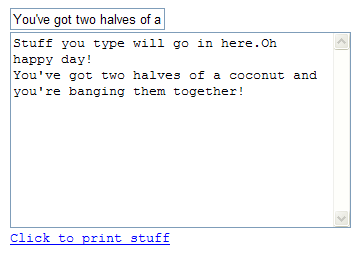 You've got two halves of a
Stuff you type will go in here.Oh
happy day!
You've got two halves of a coconut and
you're banging them together!
Click to print stuff